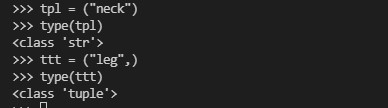 >>> tpl = ("neck")
>>> type(tpl)
<class 'str'>
>>> ttt = ("leg",)
>>> type(ttt)
<class 'tuple'>
>>>